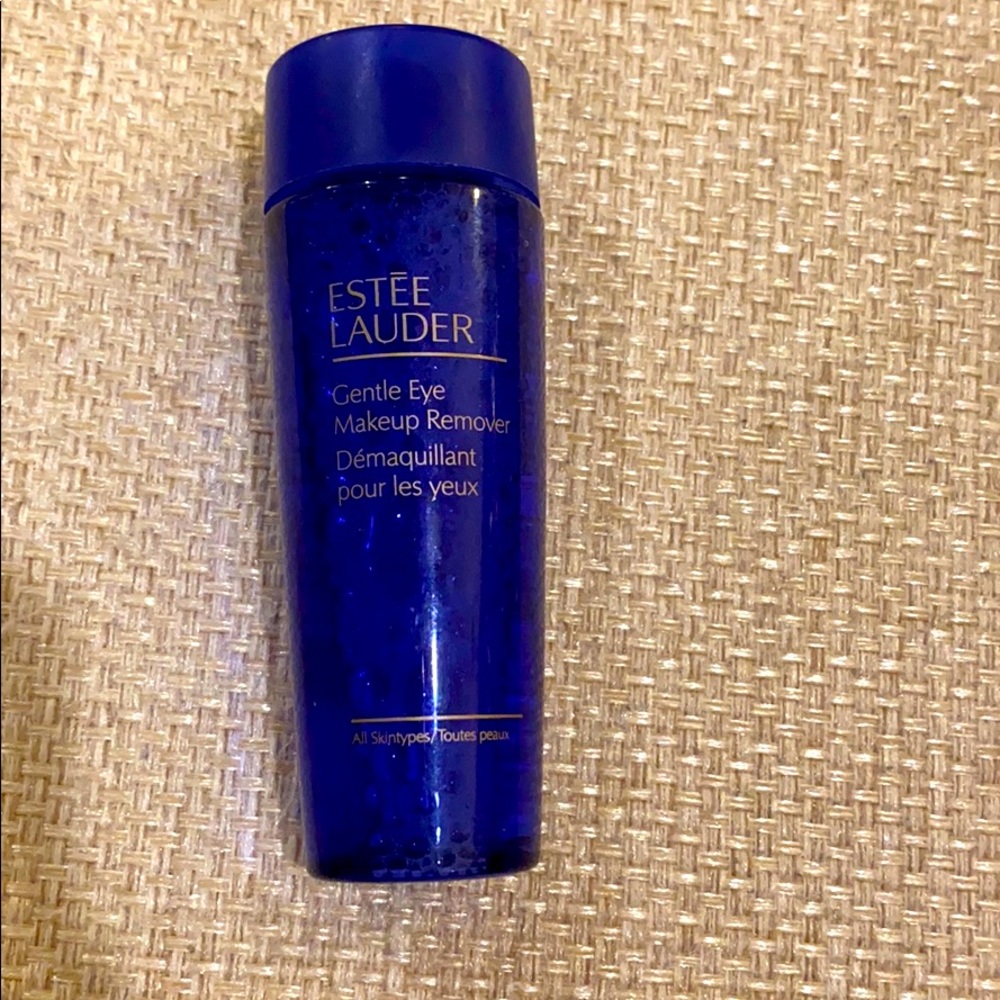 ESTĒE
LAUDER
Gentle Eye
Makeup Remover
Démaquillant
pour les yeux
All Skintypes/Toutes peaux